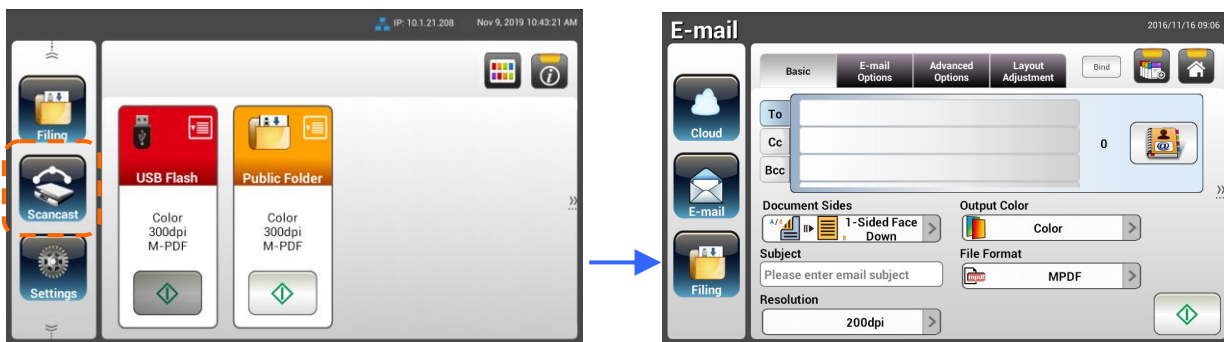 IP: 10.1.21.208 Nov 9, 2019 10:43:21 AM
Filing
Scancast
Settings
USB Flash
Color
300dpi
M-PDF
Public Folder
Color
300dpi
M-PDF
E-mail
2016/11/16 09:06
Cloud
E-mail
Filing
Basic
E-mail
Options
Advanced
Options
Layout
Adjustment
Bind
To
Cc
Bcc
0
Document Sides
1-Sided Face
Down
Output Color
Color
Subject
Please enter email subject
File Format
mpdf
MPDF
Resolution
200dpi